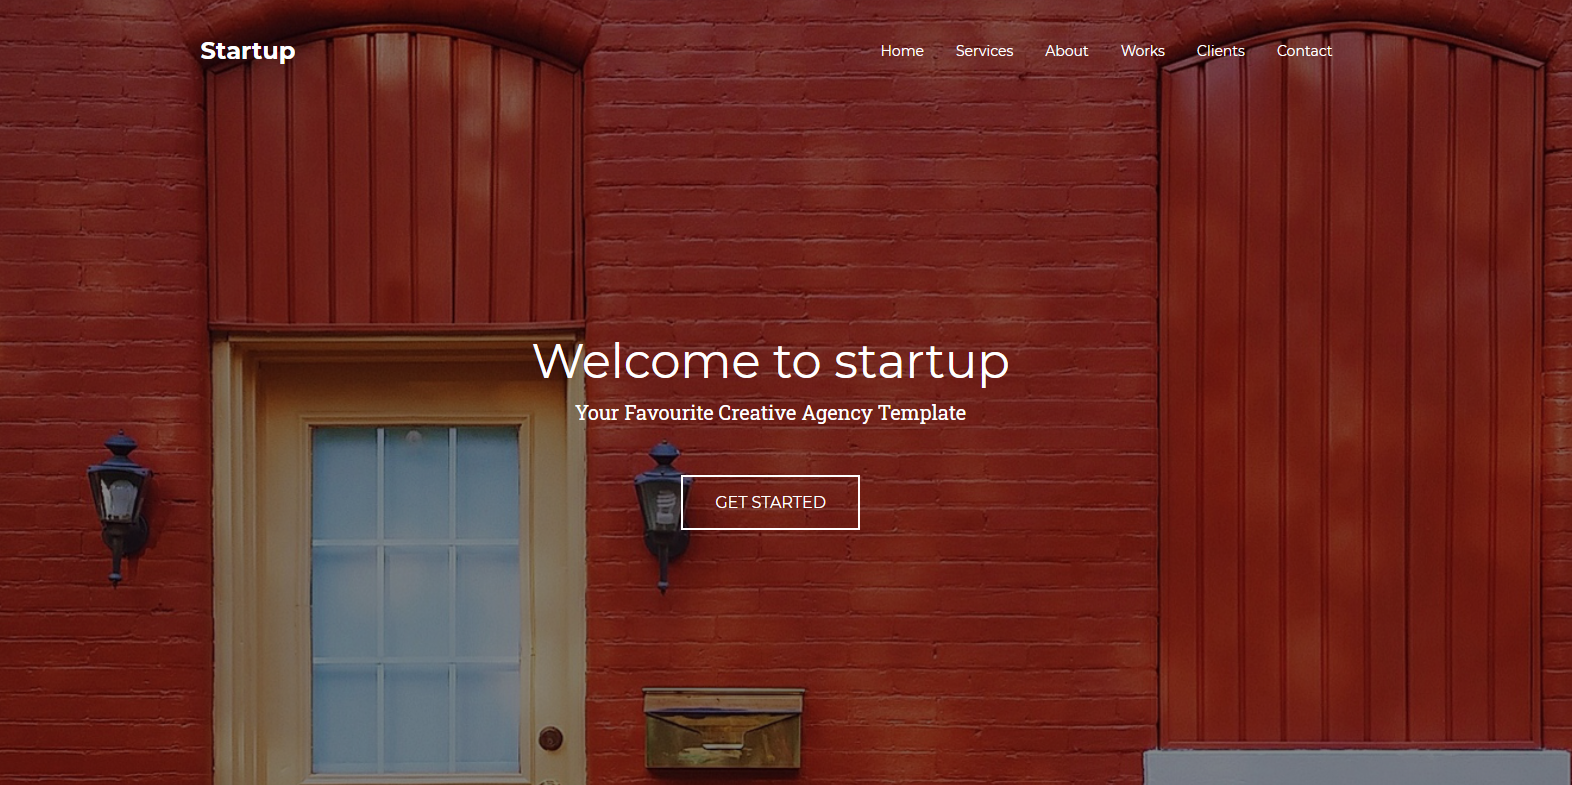 Startup
Home Services About Works Clients Contact
Welcome to startup
Your Favourite Creative Agency Template
GET STARTED